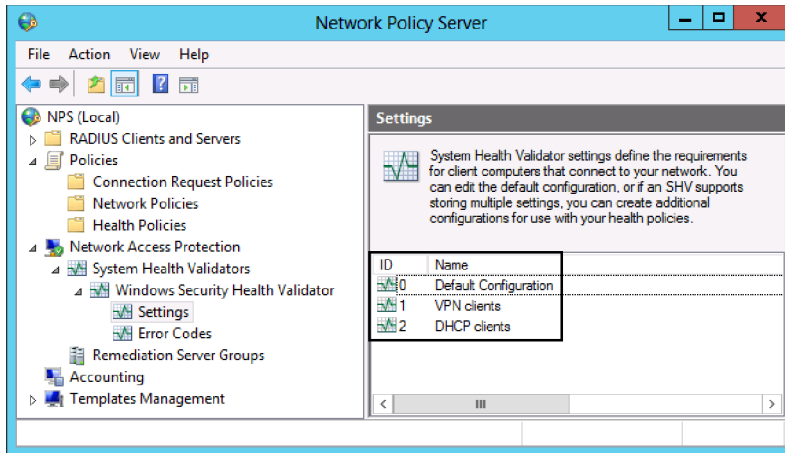 Network Policy Server
File Action View Help
NPS (Local)
RADIUS Clients and Servers
Policies
Connection Request Policies
Network Policies
Health Policies
Network Access Protection
System Health Validators
Windows Security Health Validator
Settings
Error Codes
Remediation Server Groups
Accounting
Templates Management
Settings
System Health Validator settings define the requirements
for client computers that connect to your network. You
can edit the default configuration, or if an SHV supports
storing multiple settings, you can create additional
configurations for use with your health policies.
ID Name
0 Default Configuration
1 VPN clients
2 DHCP clients